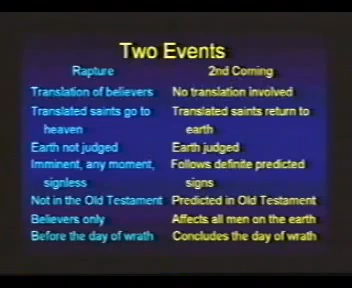 Two Events
Rapture 2nd Coming
Translation of believers No translation involved
Translated saints go to Translated saints return to
heaven earth
Earth not judged Earth judged
Imminent, any moment, Follows definite predicted
signless signs
Not in the Old Testament Predicted in Old Testament
Believers only Affects all men on the earth
Before the day of wrath Concludes the day of wrath